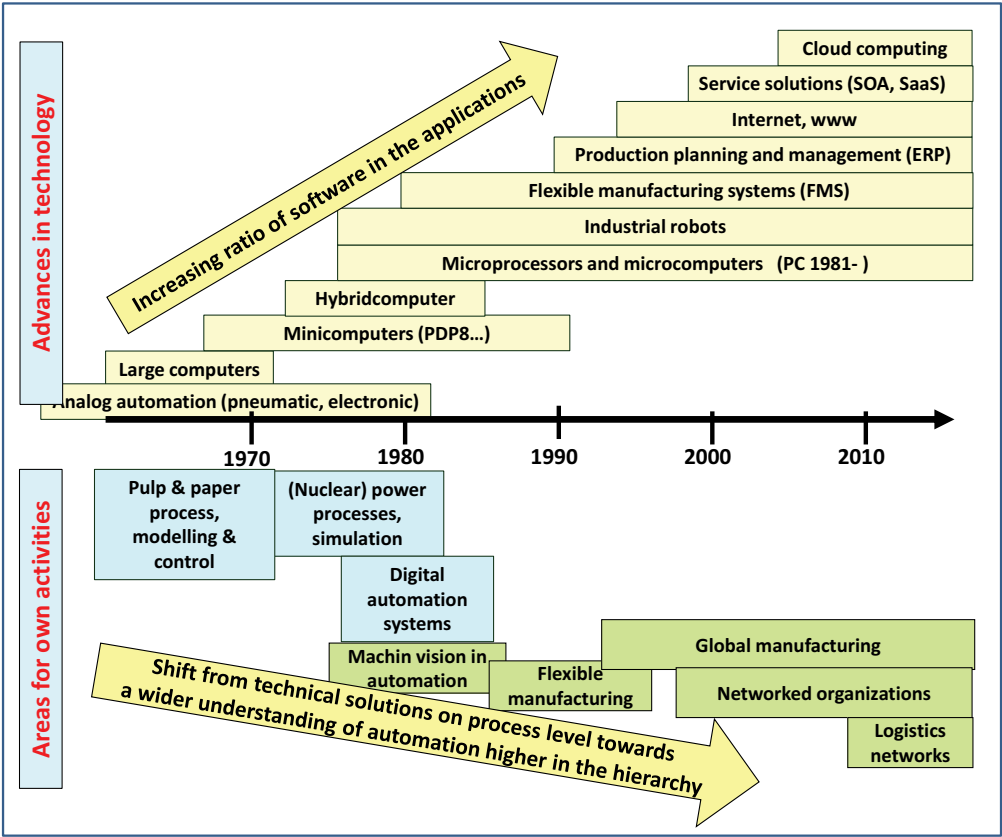 Advances in technology
Increasing ratio of software in the applications
Cloud computing
Service solutions (SOA, SaaS)
Internet, www
Production planning and management (ERP)
Flexible manufacturing systems (FMS)
Industrial robots
Microprocessors and microcomputers (PC 1981- )
Hybridcomputer
Minicomputers (PDP8...)
Large computers
Analog automation (pneumatic, electronic)
1970
1980
1990
2000
2010
Areas for own activities
Pulp & paper
process,
modelling &
control
(Nuclear) power
processes,
simulation
Digital
automation
systems
Machin vision in
automation
Flexible
manufacturing
Global manufacturing
Networked organizations
Logistics
networks
Shift from technical solutions on process level towards
a wider understanding of automation higher in the hierarchy